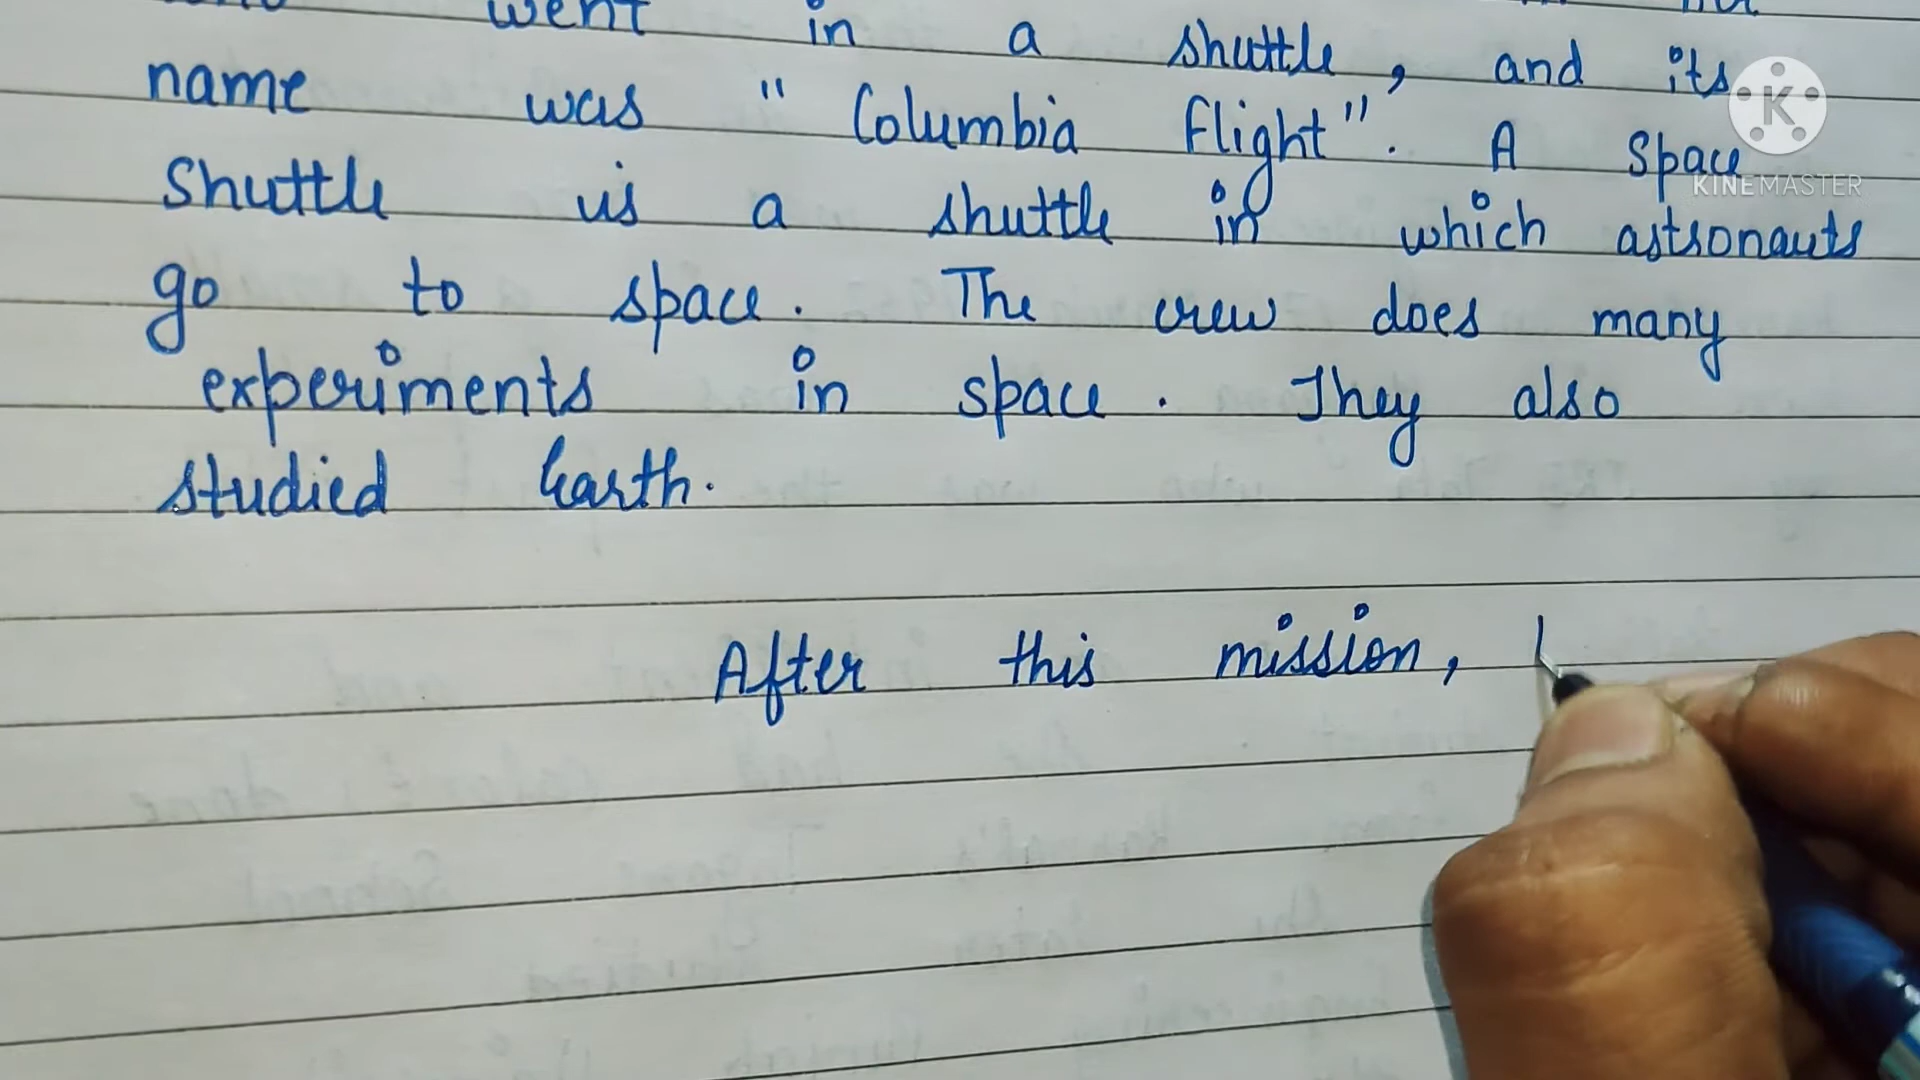 went in a shuttle, and its
name was "Columbia Flight". A Space
Shuttle is a shuttle in which astronauts
go to space. The crew does many
experiments in space. They also
studied Earth.
After this mission,
K
KINEMASTER